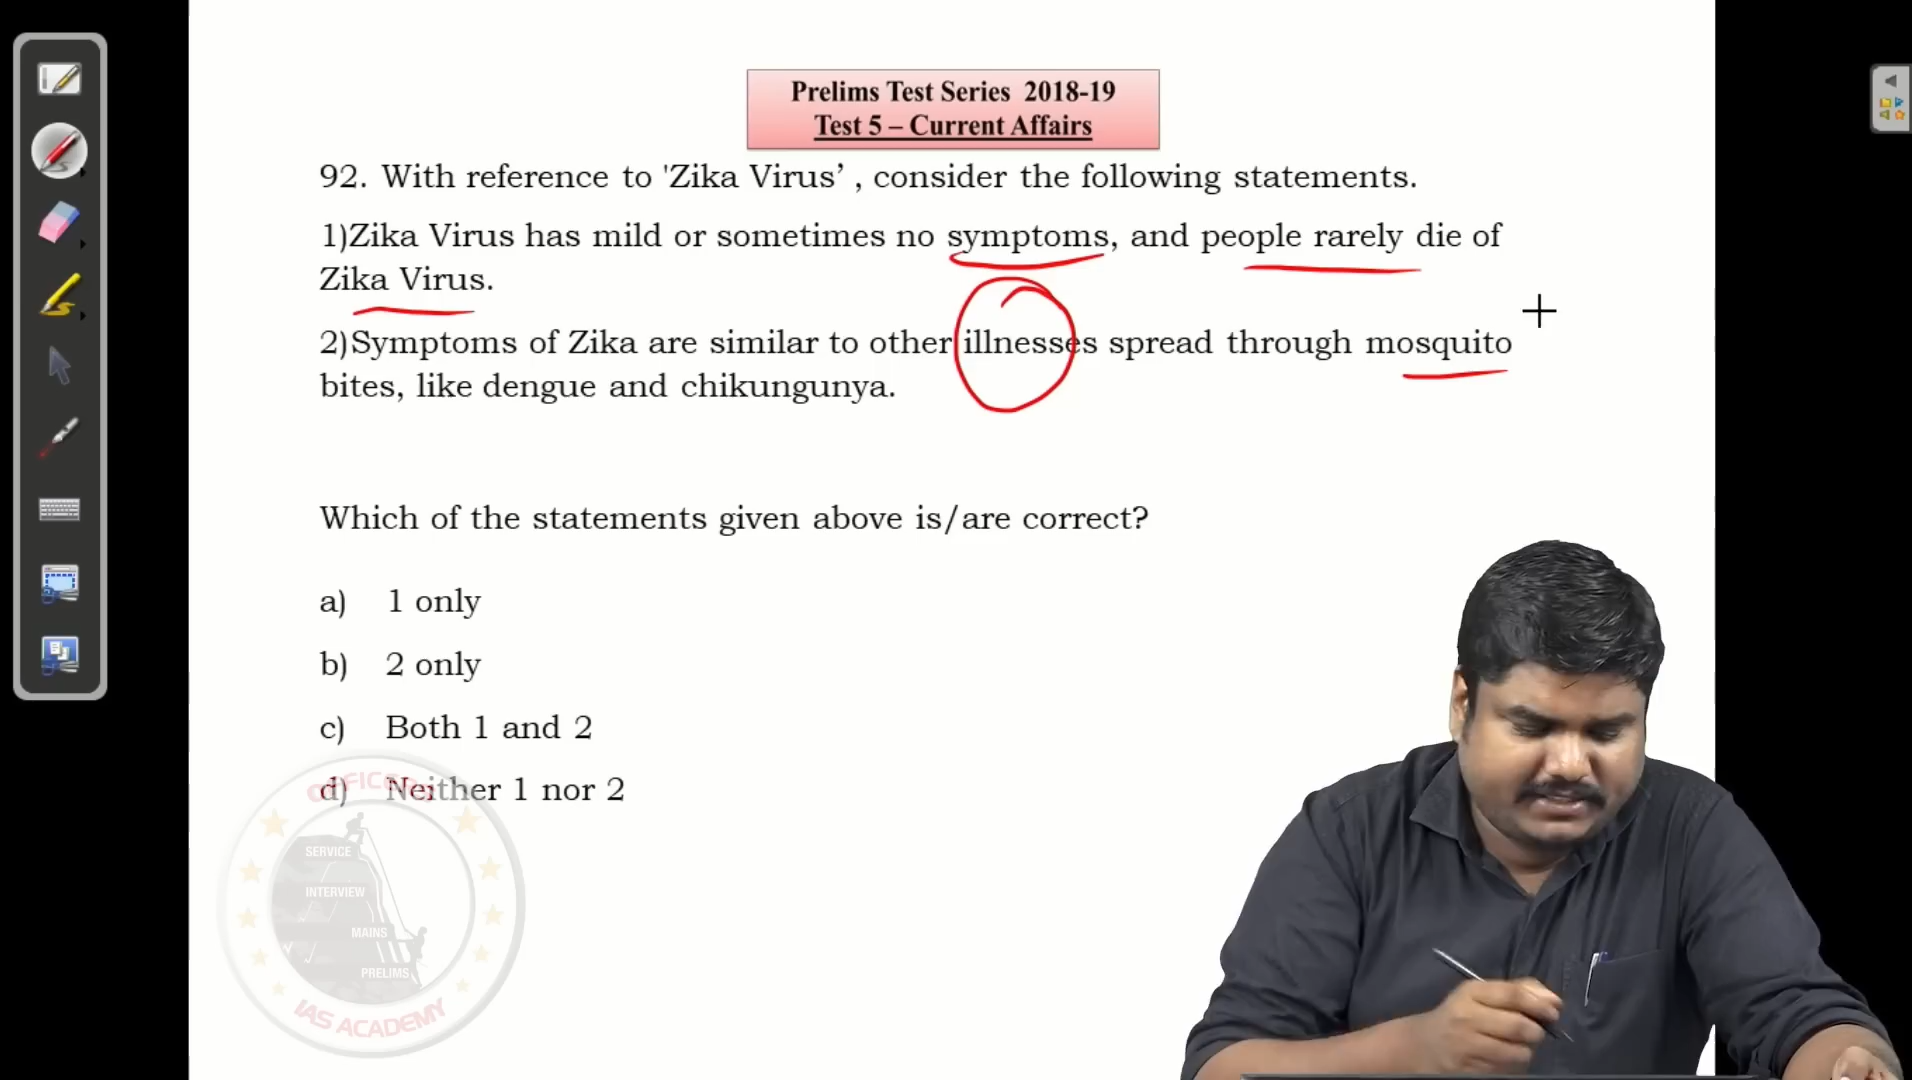 Prelims Test Series 2018-19
Test 5 – Current Affairs
92. With reference to 'Zika Virus’ , consider the following statements.
1)Zika Virus has mild or sometimes no symptoms, and people rarely die of
Zika Virus.
2)Symptoms of Zika are similar to other illnesses spread through mosquito
bites, like dengue and chikungunya.
Which of the statements given above is/are correct?
a) 1 only
b) 2 only
c) Both 1 and 2
d) Neither 1 nor 2
OFFICERS
SERVICE
INTERVIEW
MAINS
PRELIMS
IAS ACADEMY